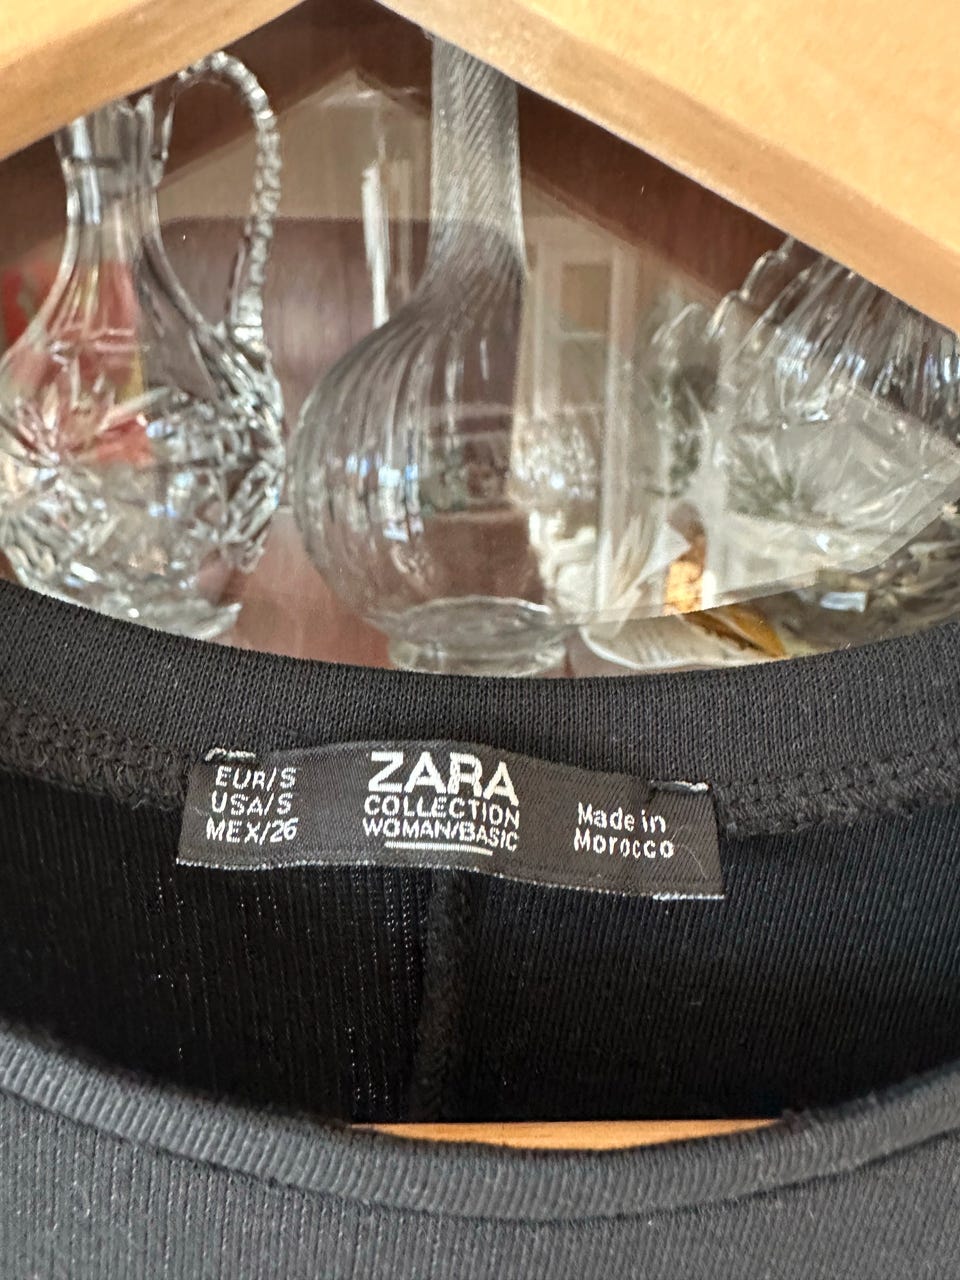 EUR/S
USA/S
MEX/26
ZARA
COLLECTION
WOMAN/BASIC
Made in
Morocco